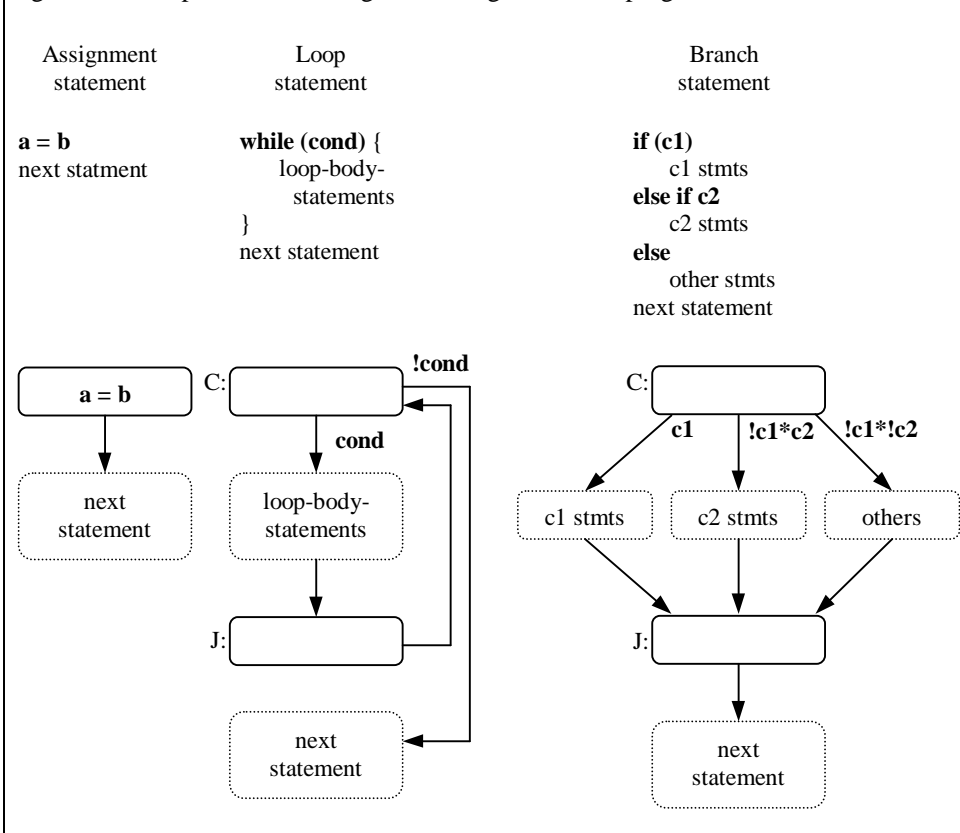 Assignment
statement
Loop
statement
Branch
statement
a = b
next statment
while (cond) {
loop-body-
statements
}
next statement
if (c1)
c1 stmts
else if c2
c2 stmts
else
other stmts
next statement
a = b
next
statement
C:
!cond
cond
loop-body-
statements
J:
next
statement
C:
c1
!c1*c2
!c1*!c2
c1 stmts
c2 stmts
others
J:
next
statement